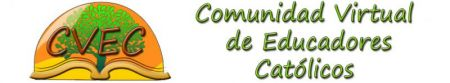 CVEC
Comunidad Virtual
de Educadores
Católicos